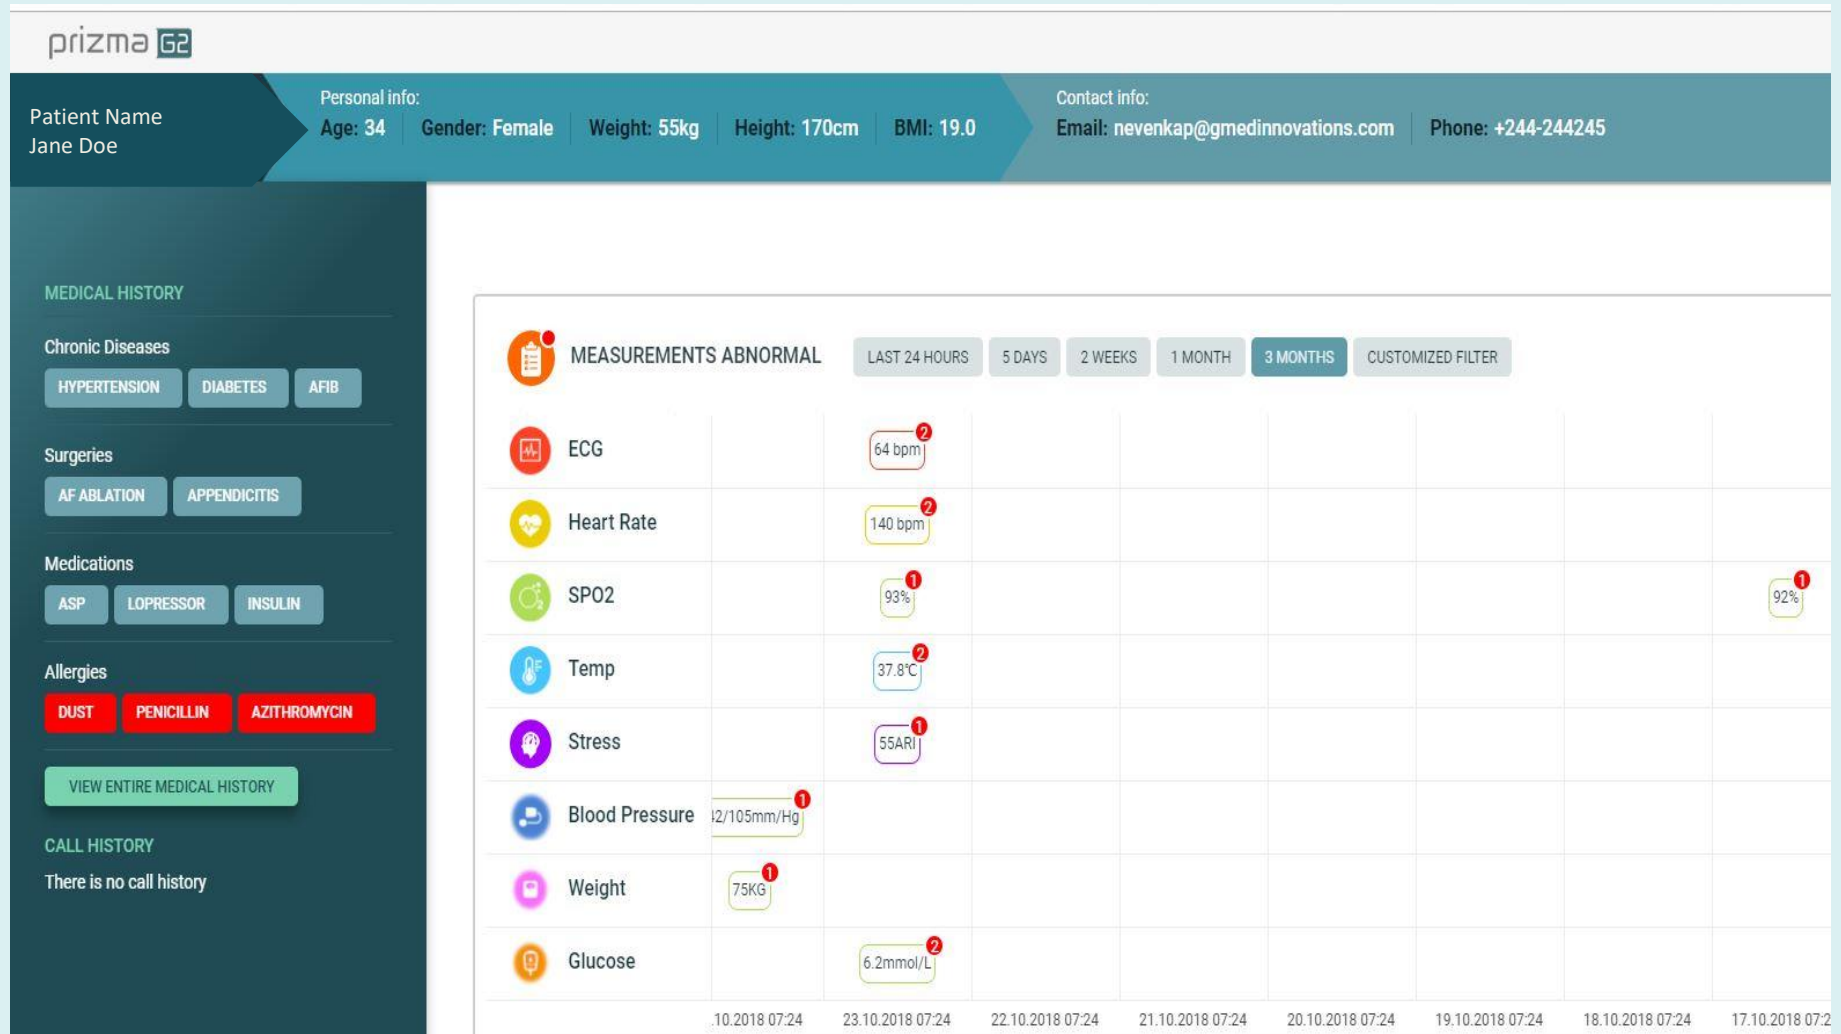 prizma G2
Patient Name
Jane Doe
Personal info:
Age: 34 Gender: Female Weight: 55kg Height: 170cm BMI: 19.0
Contact info:
Email: nevenkap@gmedinnovations.com Phone: +244-244245
MEDICAL HISTORY
Chronic Diseases
HYPERTENSION DIABETES AFIB
Surgeries
AF ABLATION APPENDICITIS
Medications
ASP LOPRESSOR INSULIN
Allergies
DUST PENICILLIN AZITHROMYCIN
VIEW ENTIRE MEDICAL HISTORY
CALL HISTORY
There is no call history
MEASUREMENTS ABNORMAL LAST 24 HOURS 5 DAYS 2 WEEKS 1 MONTH 3 MONTHS CUSTOMIZED FILTER
ECG 64 bpm 2
Heart Rate 140 bpm 2
SPO2 93% 1 92% 1
Temp 37.8°C 2
Stress 55ARI 1
Blood Pressure 2/105mm/Hg 1
Weight 75KG 1
Glucose 6.2mmol/L 2
.10.2018 07:24 23.10.2018 07:24 22.10.2018 07:24 21.10.2018 07:24 20.10.2018 07:24 19.10.2018 07:24 18.10.2018 07:24 17.10.2018 07:2